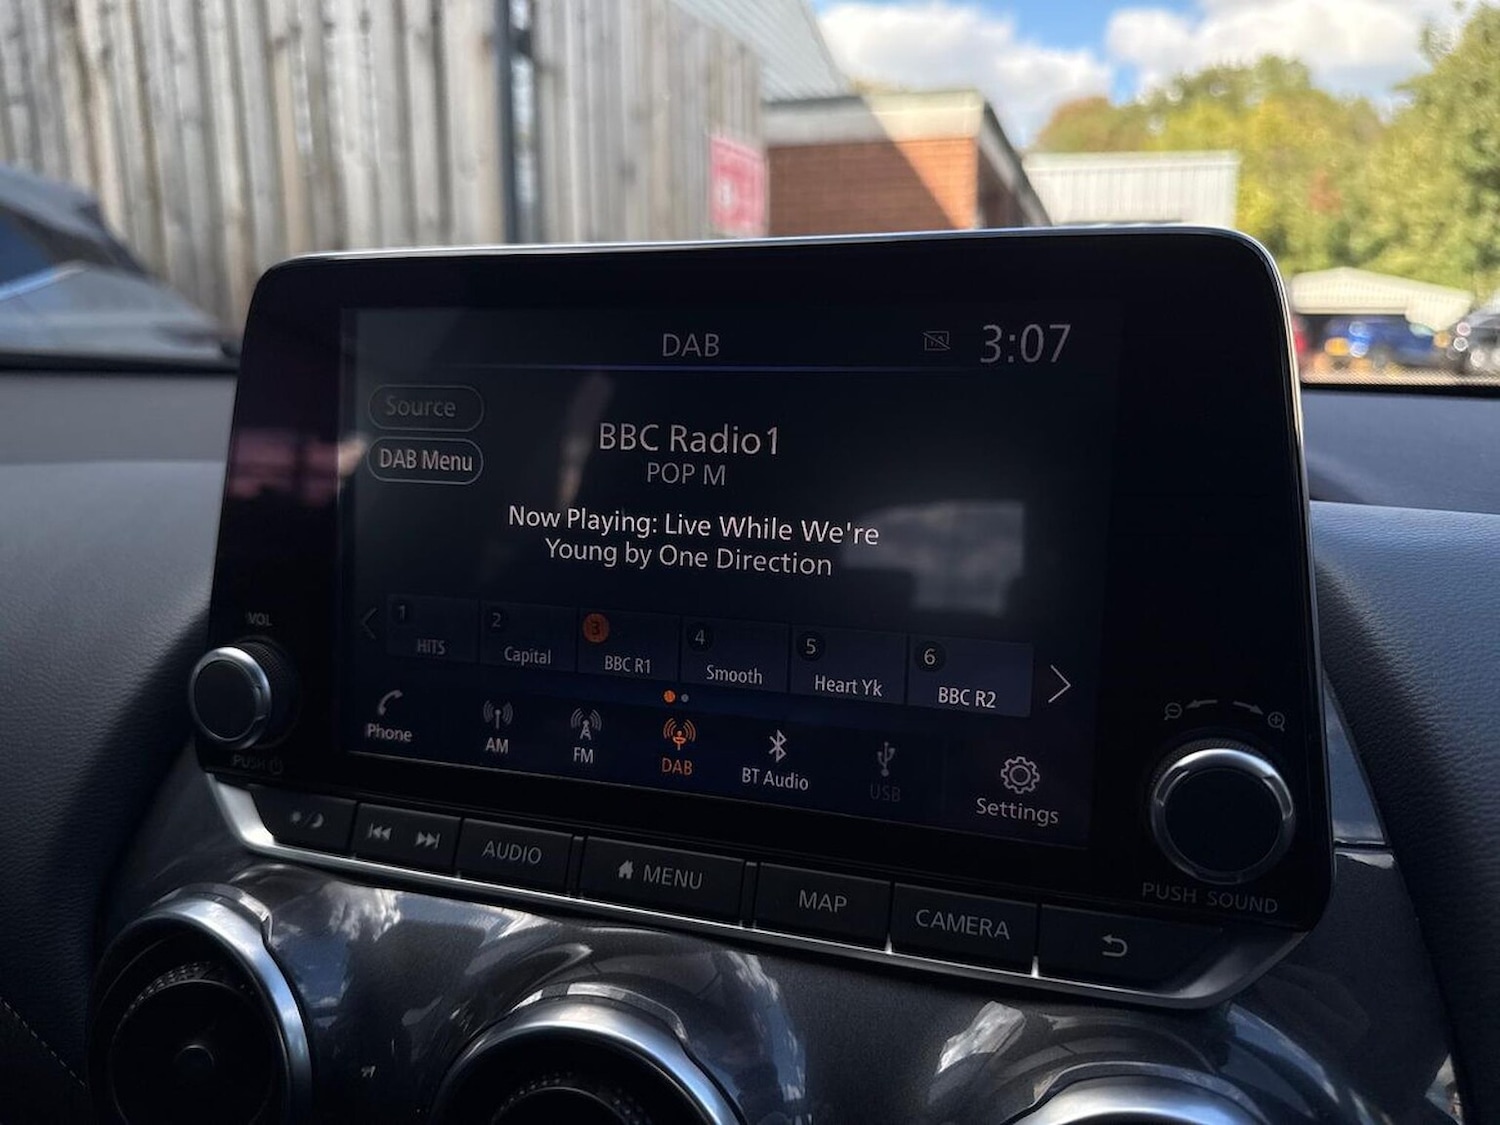 DAB
3:07
Source
BBC Radio1
POP M
DAB Menu
Now Playing: Live While We're
Young by One Direction
1
2
3
4
5
6
HITS
Capital
BBC R1
Smooth
Heart Yk
BBC R2
Phone
AM
FM
DAB
BT Audio
USB
Settings
VOL
PUSH
AUDIO
MENU
MAP
CAMERA
PUSH SOUND